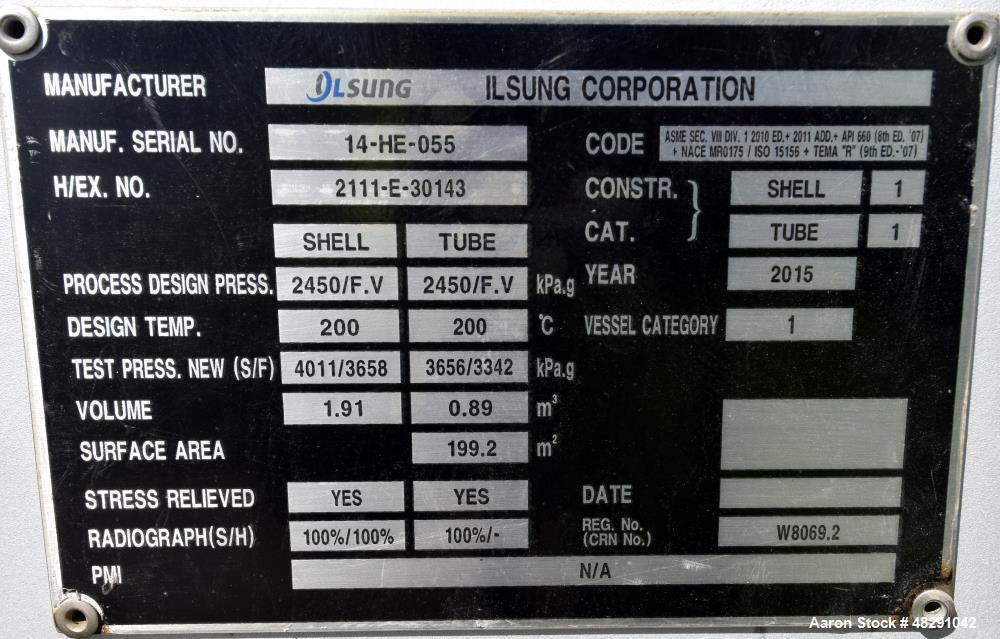 MANUFACTURER ILSUNG ILSUNG CORPORATION
MANUF. SERIAL NO. 14-HE-055
CODE ASME SEC. VIII DIV. 1 2010 ED.+ 2011 ADD.+ API 660 (8th ED. '07)
+ NACE MR0175 / ISO 15156 + TEMA "R" (9th ED.-'07)
H/EX. NO. 2111-E-30143
CONSTR. CAT. } SHELL 1
TUBE 1
SHELL TUBE
PROCESS DESIGN PRESS. 2450/F.V 2450/F.V kPa.g
YEAR 2015
DESIGN TEMP. 200 200 °C
VESSEL CATEGORY 1
TEST PRESS. NEW (S/F) 4011/3658 3656/3342 kPa.g
VOLUME 1.91 0.89 m³
SURFACE AREA 199.2 m²
STRESS RELIEVED YES YES
DATE
RADIOGRAPH(S/H) 100%/100% 100%/-
REG. No.
(CRN No.) W8069.2
PMI N/A
Aaron Stock # 48291042